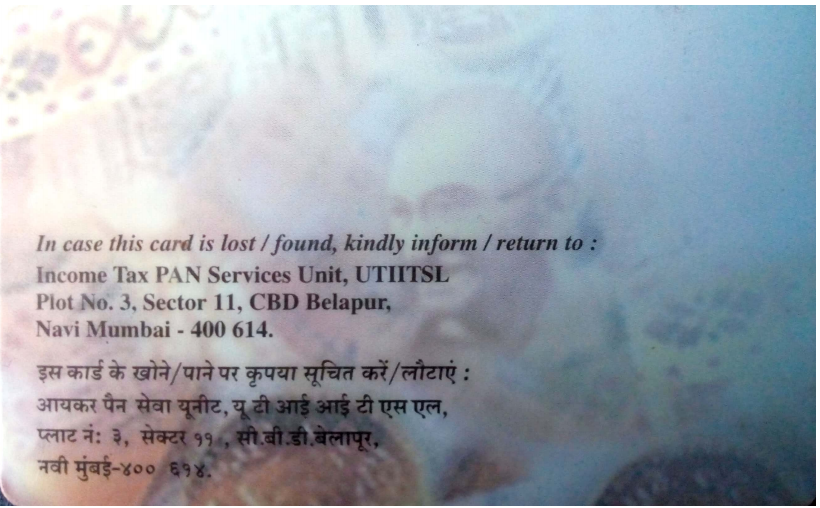 In case this card is lost / found, kindly inform / return to :
Income Tax PAN Services Unit, UTIITSL
Plot No. 3, Sector 11, CBD Belapur,
Navi Mumbai - 400 614.
इस कार्ड के खोने/पाने पर कृपया सूचित करें/लौटाएं :
आयकर पैन सेवा यूनीट, यू टी आई आई टी एस एल,
प्लाट नं: ३, सेक्टर ११ , सी.बी.डी.बेलापूर,
नवी मुंबई-४०० ६१४.